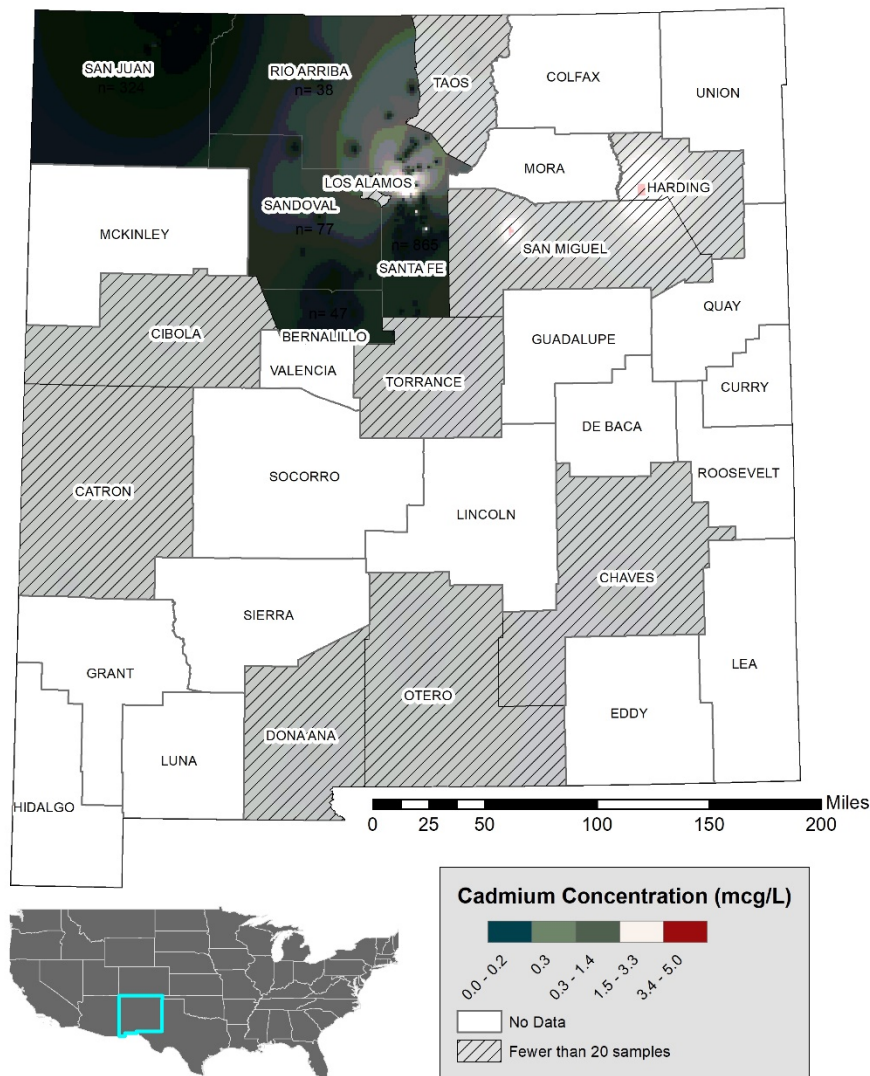 SAN JUAN
n= 324
RIO ARRIBA
n= 38
TAOS
COLFAX
UNION
MORA
HARDING
LOS ALAMOS
SANDOVAL
n= 77
MCKINLEY
n= 865
SANTA FE
SAN MIGUEL
QUAY
n= 47
BERNALILLO
CIBOLA
VALENCIA
GUADALUPE
TORRANCE
CURRY
DE BACA
SOCORRO
ROOSEVELT
CATRON
LINCOLN
CHAVES
SIERRA
LEA
GRANT
OTERO
EDDY
DONA ANA
LUNA
HIDALGO
Miles
0 25 50 100 150 200
Cadmium Concentration (mcg/L)
0.0 - 0.2
0.3
0.3 - 1.4
1.5 - 3.3
3.4 - 5.0
No Data
Fewer than 20 samples